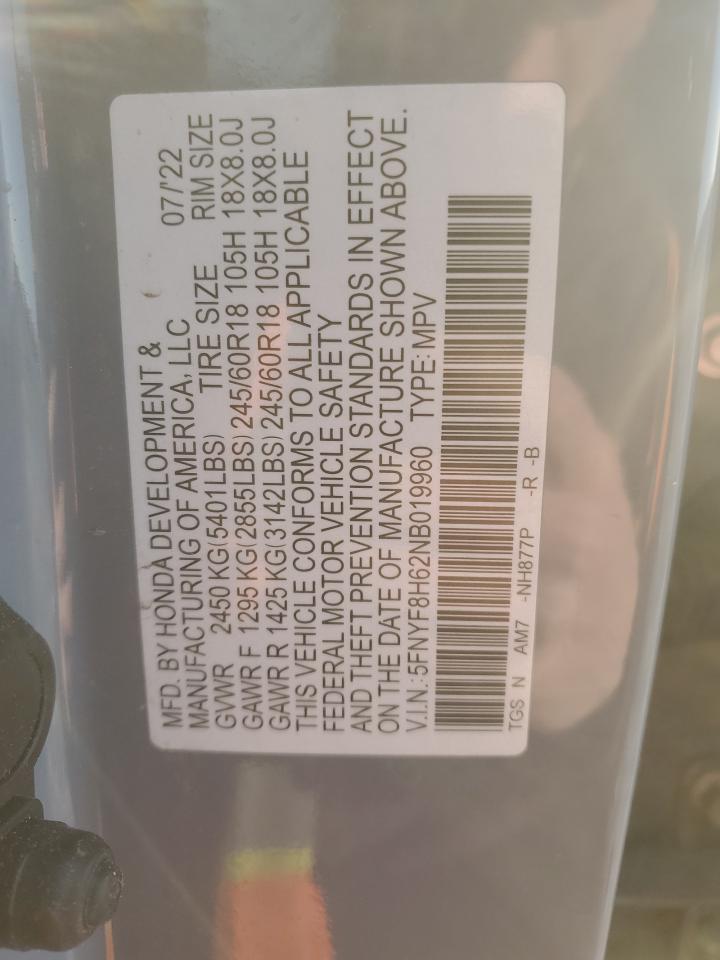 MFD. BY HONDA DEVELOPMENT & 07/'22
MANUFACTURING OF AMERICA, LLC
GVWR 2450 KG(5401LBS) TIRE SIZE RIM SIZE
GAWR F 1295 KG(2855LBS)245/60R18 105H 18X8.0J
GAWR R 1425 KG(3142LBS)245/60R18 105H 18X8.0J
THIS VEHICLE CONFORMS TO ALL APPLICABLE
FEDERAL MOTOR VEHICLE SAFETY
AND THEFT PREVENTION STANDARDS IN EFFECT
ON THE DATE OF MANUFACTURE SHOWN ABOVE.
V.I.N.:5FNYF8H62NB019960 TYPE:MPV
TGS N AM7 -NH877P -R -B